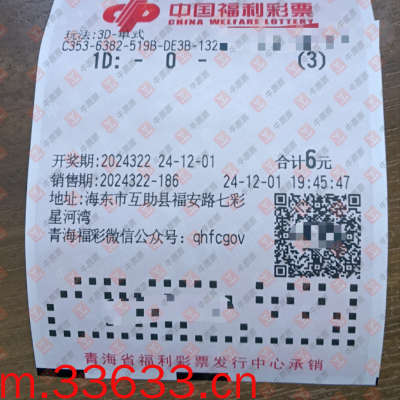 中国福利彩票
CHINA WELFARE LOTTERY
玩法:3D-单式
C353-6382-519B-DE3B-132
1D: - 0 - (3)
开奖期:2024322 24-12-01 合计6元
销售期:2024322-186 24-12-01 19:45:47
地址:海东市互助县福安路七彩
星河湾
青海福彩微信公众号: qhfcgov
青海省福利彩票发行中心承销
m.33633.cn